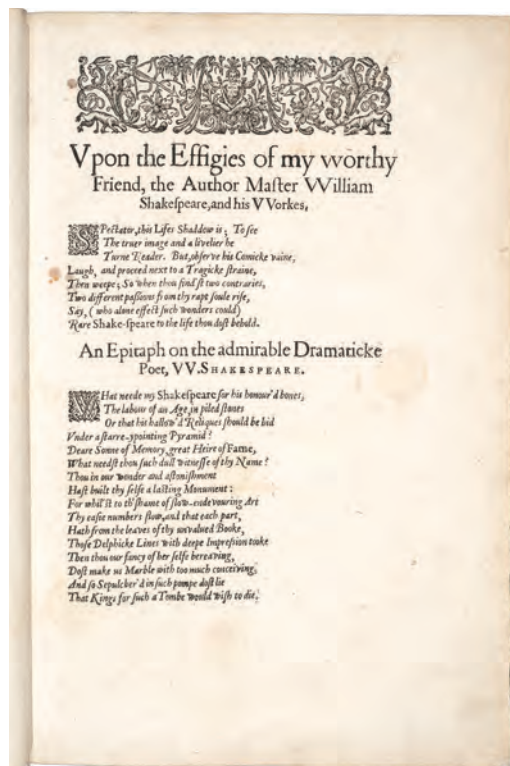 Vpon the Effigies of my worthy
Friend, the Author Maſter VVilliam
Shakeſpeare, and his VVorkes.
SPectator, this Lifes Shaddow is; To ſee
The truer image and a livelier he
Turne Reader. But, obſerve his Comicke vaine,
Laugh, and proceed next to a Tragicke ſtraine,
Then weepe; So when thou find'ſt two contraries,
Two different paſſions from thy rapt ſoule riſe,
Say, (who alone effect ſuch wonders could)
Rare Shake-ſpeare to the life thou doſt behold.
An Epitaph on the admirable Dramaticke
Poet, VV. SHAKESPEARE.
WHat neede my Shakeſpeare for his honour'd bones,
The labour of an Age, in piled ſtones
Or that his hallow'd Reliques ſhould be hid
Vnder a ſtarre-ypointing Pyramid?
Deare Sonne of Memory, great Heire of Fame,
What needſt thou ſuch dull witneſſe of thy Name?
Thou in our wonder and aſtoniſhment
Haſt built thy ſelfe a laſting Monument:
For whil'ſt to th'ſhame of ſlow-endevouring Art
Thy eaſie numbers flow, and that each part,
Hath from the leaves of thy unvalued Booke,
Thoſe Delphicke Lines with deepe Impreſſion tooke
Then thou our fancy of her ſelfe bereaving,
Doſt make us Marble with too much conceiving,
And ſo Sepulcher'd in ſuch pompe doſt lie
That Kings for ſuch a Tombe would wiſh to die.